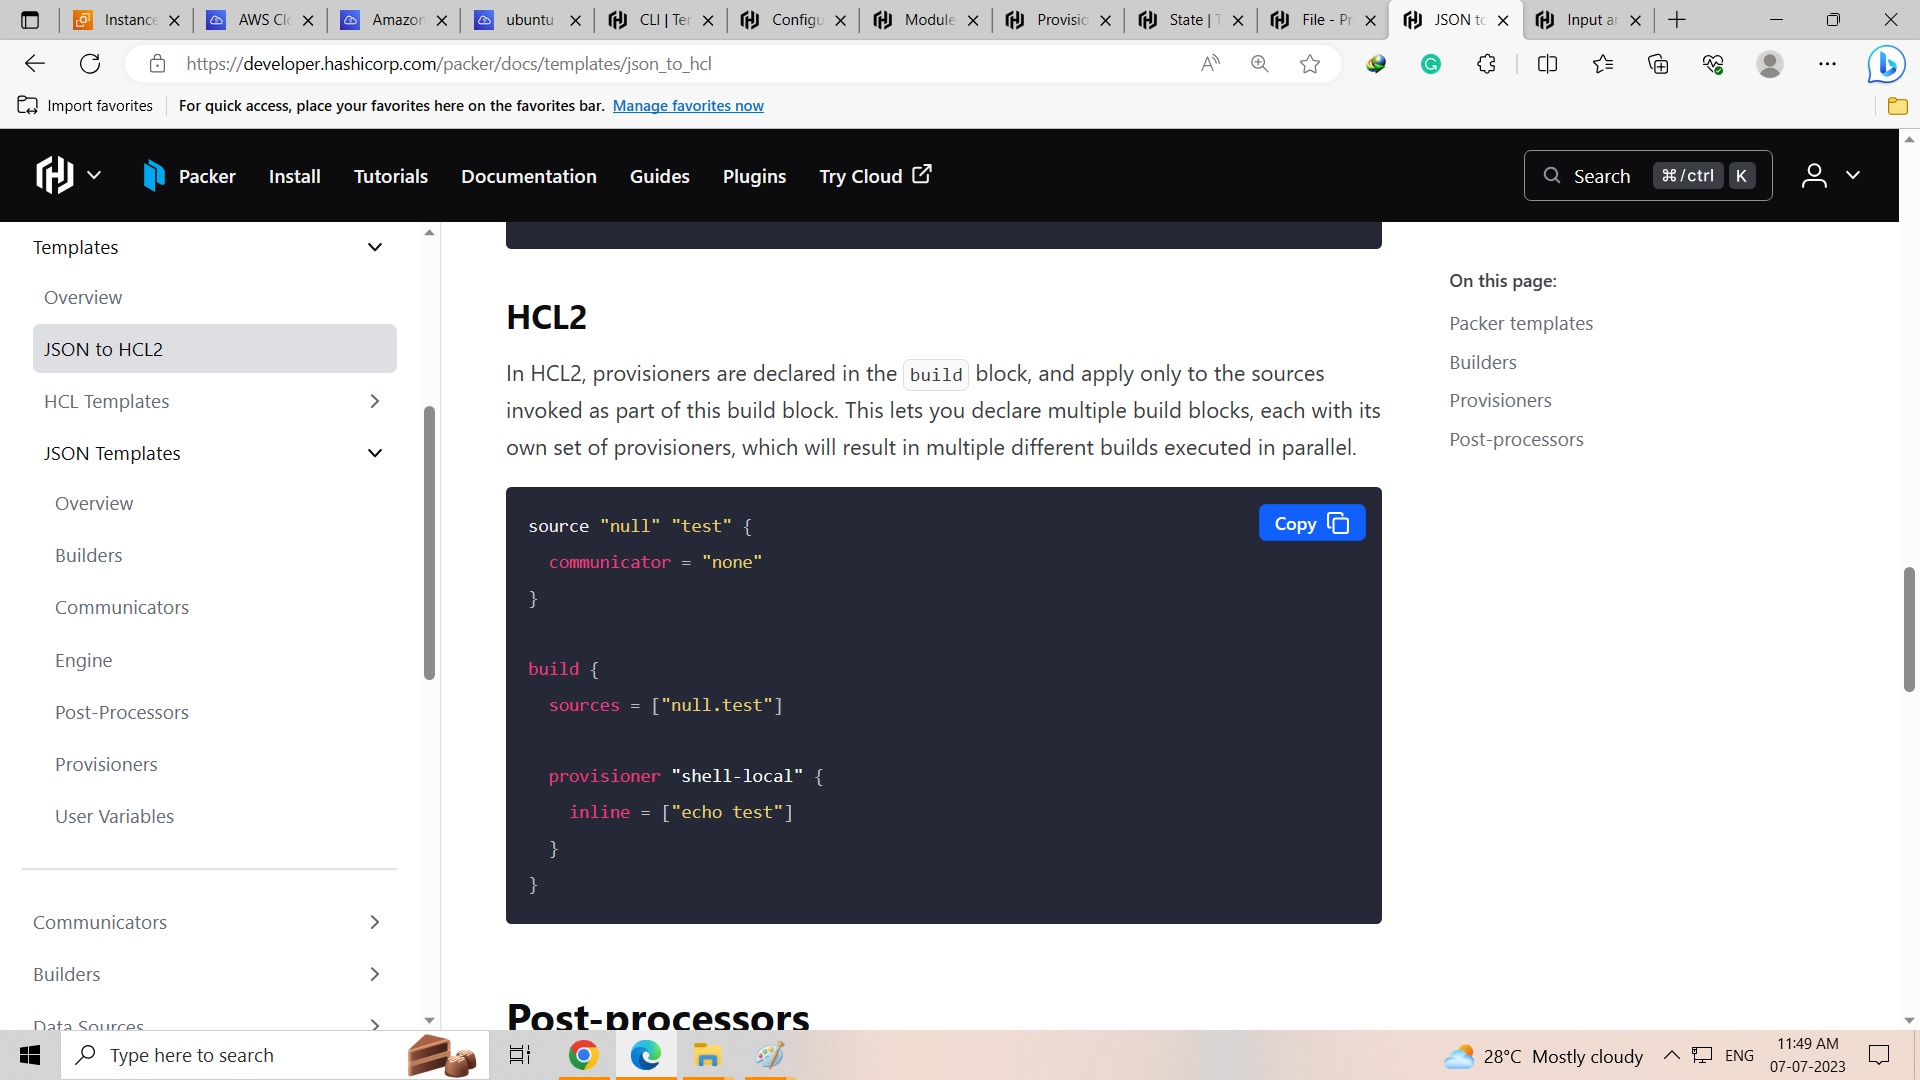 Instance
AWS Clo
Amazon
ubuntu
CLI | Ter
Configu
Module
Provisio
State | T
File - Pr
JSON to
Input ar
https://developer.hashicorp.com/packer/docs/templates/json_to_hcl
Import favorites
For quick access, place your favorites here on the favorites bar. Manage favorites now
Packer
Install
Tutorials
Documentation
Guides
Plugins
Try Cloud
Search
⌘/ctrl
K
Templates
Overview
JSON to HCL2
HCL Templates
JSON Templates
Overview
Builders
Communicators
Engine
Post-Processors
Provisioners
User Variables
Communicators
Builders
Data Sources
HCL2
In HCL2, provisioners are declared in the build block, and apply only to the sources
invoked as part of this build block. This lets you declare multiple build blocks, each with its
own set of provisioners, which will result in multiple different builds executed in parallel.
Copy
source "null" "test" {
communicator = "none"
}
build {
sources = ["null.test"]
provisioner "shell-local" {
inline = ["echo test"]
}
}
Post-processors
On this page:
Packer templates
Builders
Provisioners
Post-processors
Type here to search
28°C Mostly cloudy
ENG
11:49 AM
07-07-2023